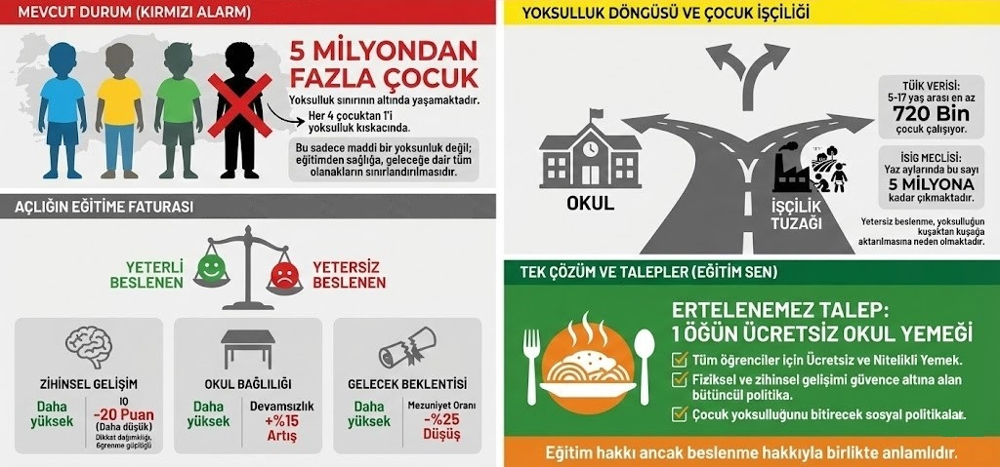 MEVCUT DURUM (KIRMIZI ALARM)
5 MİLYONDAN
FAZLA ÇOCUK
Yoksulluk sınırının altında yaşamaktadır.
Her 4 çocuktan 1'i
yoksulluk kıskacında.
Bu sadece maddi bir yoksunluk değil;
eğitimden sağlığa, geleceğe dair tüm
olanakların sınırlandırılmasıdır.
AÇLIĞIN EĞİTİME FATURASI
YETERLİ
BESLENEN
YETERSİZ
BESLENEN
ZİHİNSEL GELİŞİM
Daha
yüksek
IQ
-20 Puan
(Daha düşük)
Dikkat dağınıklığı,
OKUL BAĞLILIĞI
Daha
yüksek
Devamsızlık
+%15
Artış
GELECEK BEKLENTİSİ
Daha
yüksek
Mezuniyet Oranı
-%25
Düşüş
YOKSULLUK DÖNGÜSÜ VE ÇOCUK İŞÇİLİĞİ
OKUL
İŞÇİLİK
TUZAĞI
TÜİK VERİSİ:
5-17 yaş arası en az
720 Bin
çocuk çalışıyor.
İSİG MECLİSİ:
Yaz aylarında bu sayı
5 MİLYONA
kadar çıkmaktadır.
Yetersiz beslenme, yoksulluğun
kuşaktan kuşağa
aktarılmasına neden olmaktadır.
TEK ÇÖZÜM VE TALEPLER (EĞİTİM SEN)
ERTELENEMEZ TALEP:
1 ÖĞÜN ÜCRETSİZ OKUL YEMEĞİ
Tüm öğrenciler için Ücretsiz ve Nitelikli Yemek.
Fiziksel ve zihinsel gelişimi güvence altına alan
bütüncül politika.
Çocuk yoksulluğunu bitirecek sosyal politikalar.
Eğitim hakkı ancak beslenme hakkıyla birlikte anlamlıdır.